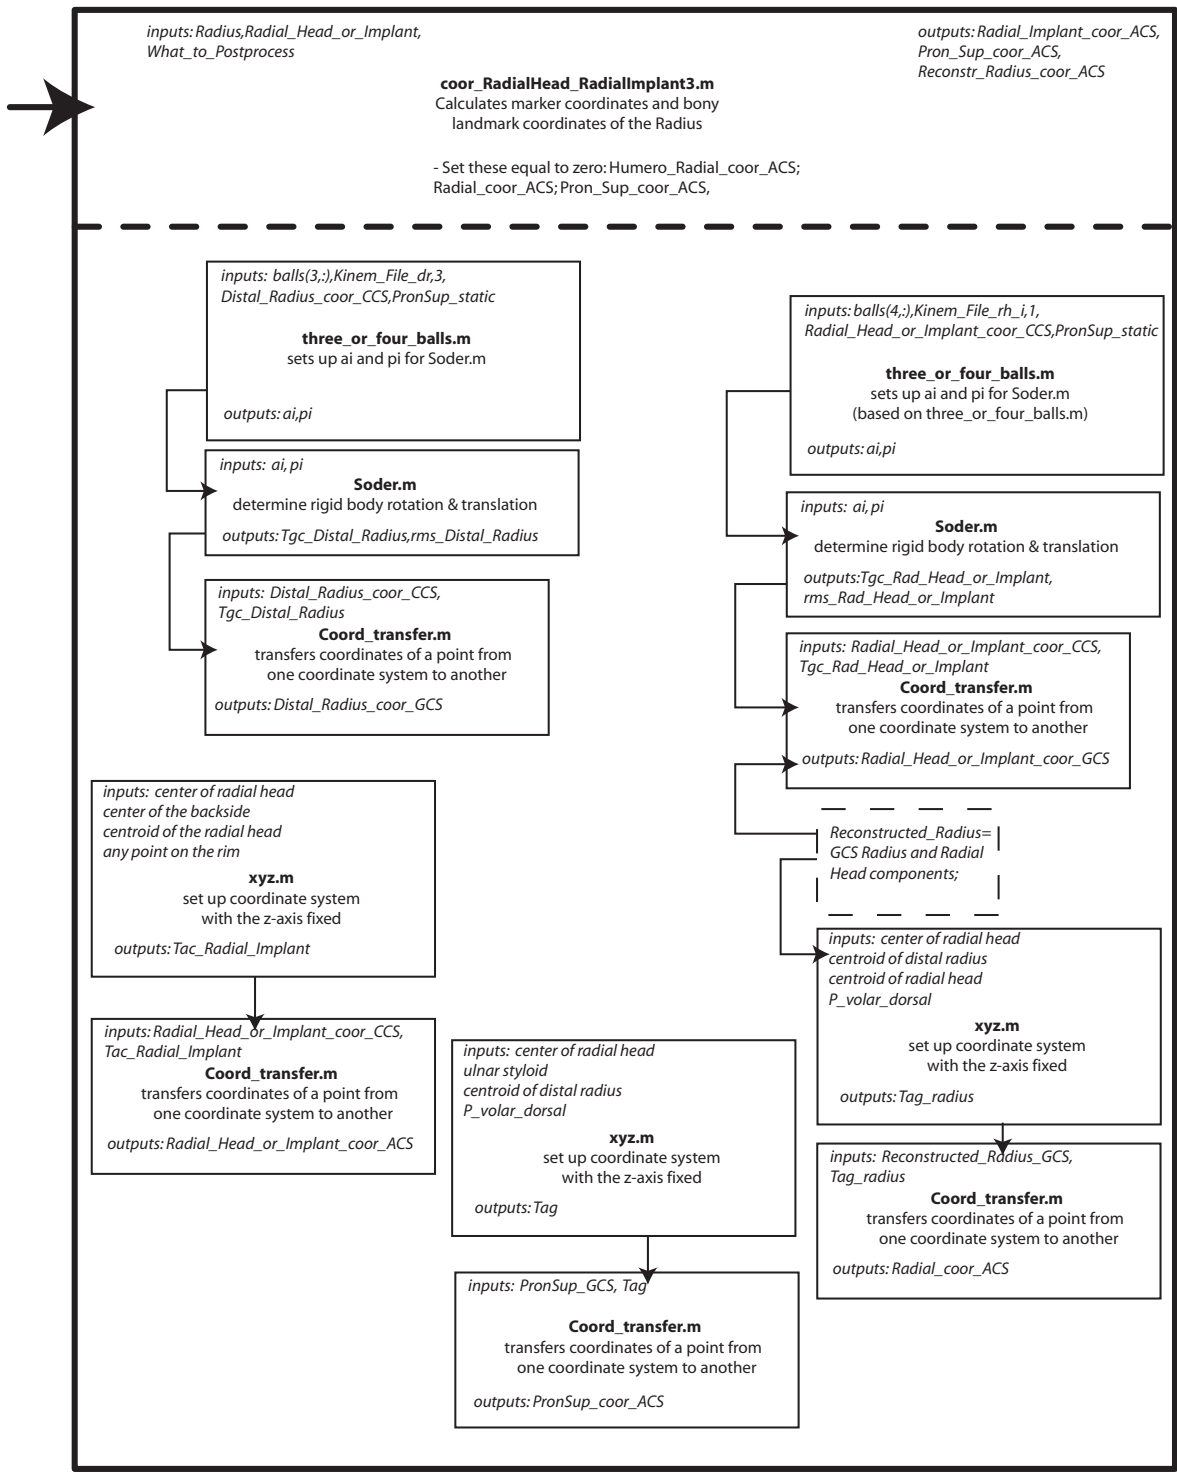 inputs: Radius,Radial_Head_or_Implant,
What_to_Postprocess
outputs: Radial_Implant_coor_ACS,
Pron_Sup_coor_ACS,
Reconstr_Radius_coor_ACS
coor_RadialHead_RadialImplant3.m
Calculates marker coordinates and bony
landmark coordinates of the Radius
- Set these equal to zero: Humero_Radial_coor_ACS;
Radial_coor_ACS; Pron_Sup_coor_ACS,
inputs: balls(3,:),Kinem_File_dr,3,
Distal_Radius_coor_CCS,PronSup_static
three_or_four_balls.m
sets up ai and pi for Soder.m
outputs: ai,pi
inputs: ai,pi
Soder.m
determine rigid body rotation & translation
outputs: Tgc_Distal_Radius,rms_Distal_Radius
inputs: Distal_Radius_coor_CCS,
Tgc_Distal_Radius
Coord_transfer.m
transfers coordinates of a point from
one coordinate system to another
outputs: Distal_Radius_coor_GCS
inputs: balls(4,:),Kinem_File_rh_i,1,
Radial_Head_or_Implant_coor_CCS,PronSup_static
three_or_four_balls.m
sets up ai and pi for Soder.m
(based on three_or_four_balls.m)
outputs: ai,pi
inputs: ai,pi
Soder.m
determine rigid body rotation & translation
outputs:Tgc_Rad_Head_or_Implant,
rms_Rad_Head_or_Implant
inputs: Radial_Head_or_Implant_coor_CCS,
Tgc_Rad_Head_or_Implant
Coord_transfer.m
transfers coordinates of a point from
one coordinate system to another
outputs: Radial_Head_or_Implant_coor_GCS
Reconstructed_Radius=
GCS Radius and Radial
Head components;
inputs: center of radial head
center of the backside
centroid of the radial head
any point on the rim
xyz.m
set up coordinate system
with the z-axis fixed
outputs: Tac_Radial_Implant
inputs: Radial_Head_or_Implant_coor_CCS,
Tac_Radial_Implant
Coord_transfer.m
transfers coordinates of a point from
one coordinate system to another
outputs: Radial_Head_or_Implant_coor_ACS
inputs: center of radial head
ulnar styloid
centroid of distal radius
P_volar_dorsal
xyz.m
set up coordinate system
with the z-axis fixed
outputs: Tag
inputs: PronSup_GCS, Tag
Coord_transfer.m
transfers coordinates of a point from
one coordinate system to another
outputs: PronSup_coor_ACS
inputs: center of radial head
centroid of distal radius
centroid of radial head
P_volar_dorsal
xyz.m
set up coordinate system
with the z-axis fixed
outputs: Tag_radius
inputs: Reconstructed_Radius_GCS,
Tag_radius
Coord_transfer.m
transfers coordinates of a point from
one coordinate system to another
outputs: Radial_coor_ACS